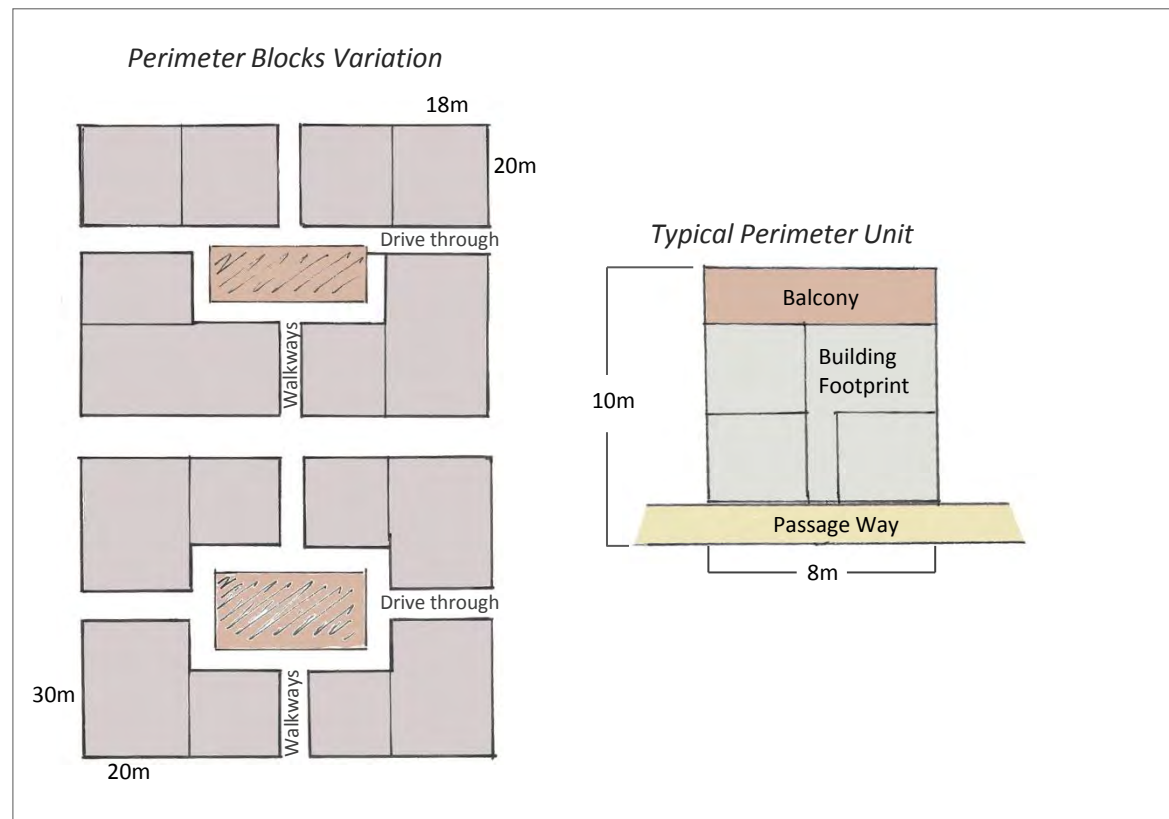 Perimeter Blocks Variation
18m
20m
Drive through
Walkways
Drive through
30m
Walkways
20m
Typical Perimeter Unit
Balcony
Building
Footprint
10m
Passage Way
8m